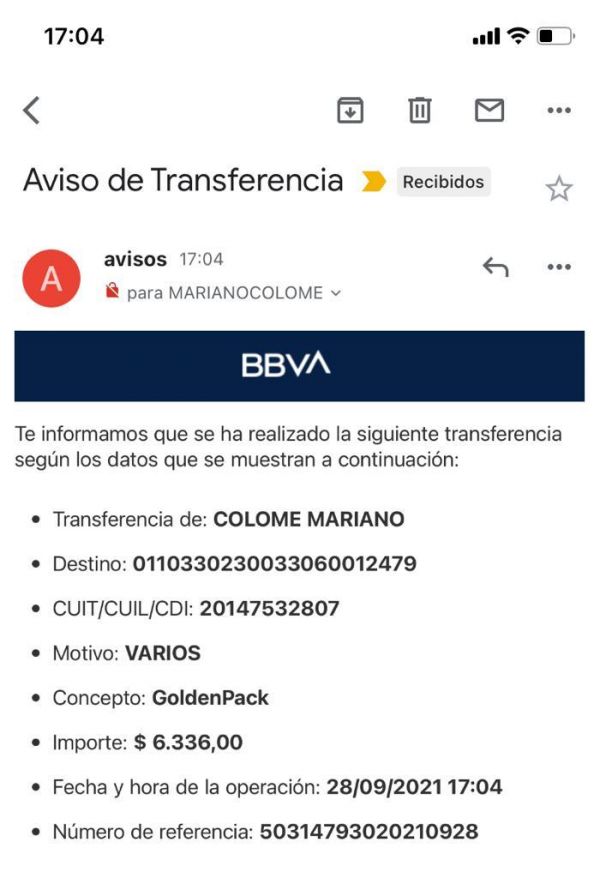 17:04
Aviso de Transferencia Recibidos
A
avisos 17:04
para MARIANOCOLOME
BBVA
Te informamos que se ha realizado la siguiente transferencia
según los datos que se muestran a continuación:
• Transferencia de: COLOME MARIANO
• Destino: 0110330230033060012479
• CUIT/CUIL/CDI: 20147532807
• Motivo: VARIOS
• Concepto: GoldenPack
• Importe: $ 6.336,00
• Fecha y hora de la operación: 28/09/2021 17:04
• Número de referencia: 50314793020210928